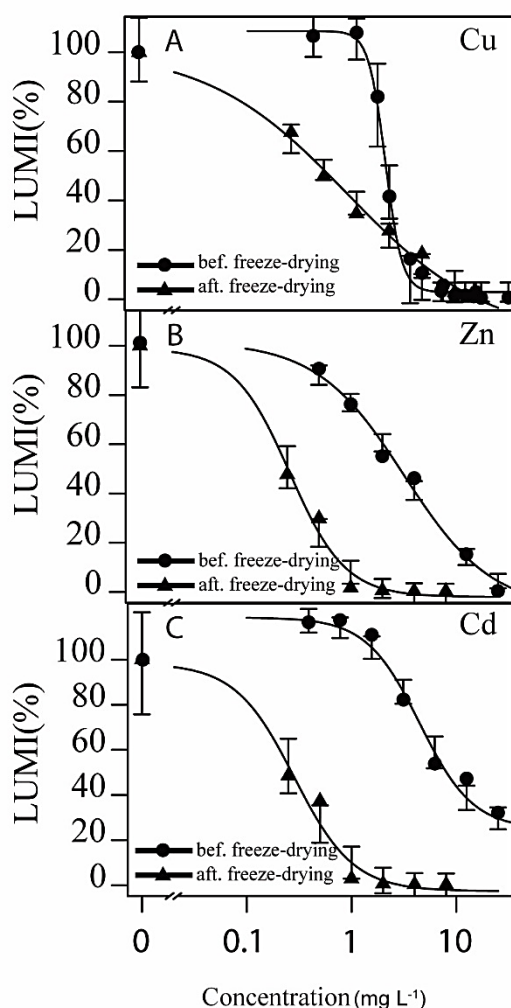 A
Cu
100
80
60
40
20
0
LUMI(%)
bef. freeze-drying
aft. freeze-drying
B
Zn
100
80
60
40
20
0
LUMI(%)
bef. freeze-drying
aft. freeze-drying
C
Cd
100
80
60
40
20
0
LUMI(%)
bef. freeze-drying
aft. freeze-drying
0 0.1 1 10
Concentration (mg L⁻¹)